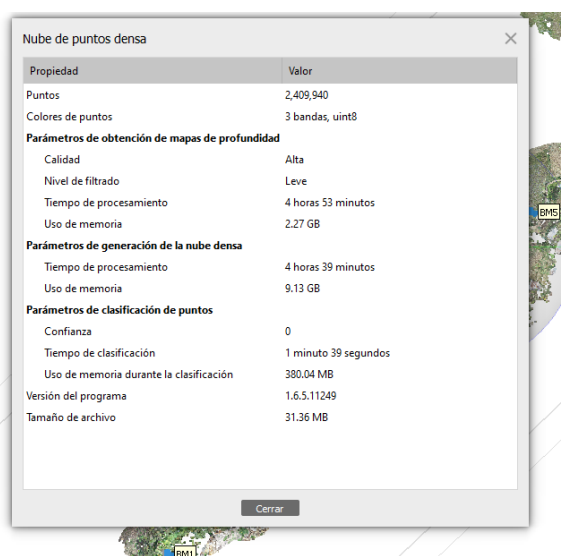 Nube de puntos densa
Propiedad Valor
Puntos 2,409,940
Colores de puntos 3 bandas, uint8
Parámetros de obtención de mapas de profundidad
Calidad Alta
Nivel de filtrado Leve
Tiempo de procesamiento 4 horas 53 minutos
Uso de memoria 2.27 GB
Parámetros de generación de la nube densa
Tiempo de procesamiento 4 horas 39 minutos
Uso de memoria 9.13 GB
Parámetros de clasificación de puntos
Confianza 0
Tiempo de clasificación 1 minuto 39 segundos
Uso de memoria durante la clasificación 380.04 MB
Versión del programa 1.6.5.11249
Tamaño de archivo 31.36 MB
Cerrar
BM5
BM1